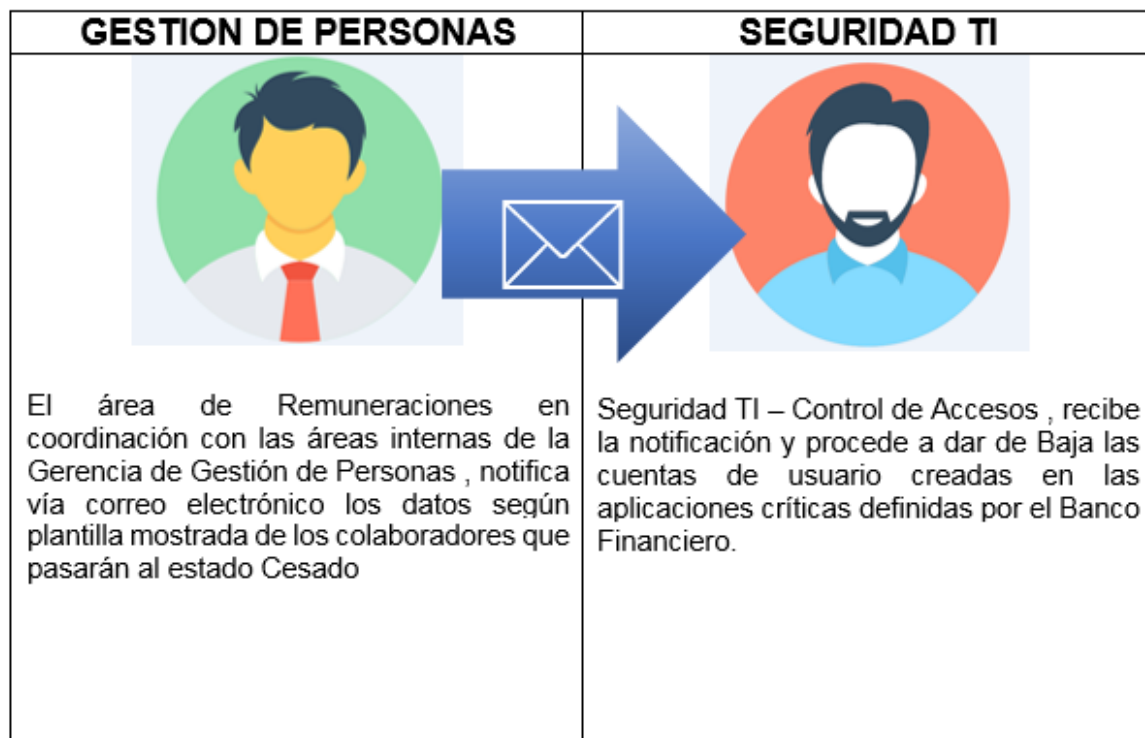 GESTION DE PERSONAS
SEGURIDAD TI
El área de Remuneraciones en
coordinación con las áreas internas de la
Gerencia de Gestión de Personas , notifica
vía correo electrónico los datos según
plantilla mostrada de los colaboradores que
pasarán al estado Cesado
Seguridad TI – Control de Accesos , recibe
la notificación y procede a dar de Baja las
cuentas de usuario creadas en las
aplicaciones críticas definidas por el Banco
Financiero.